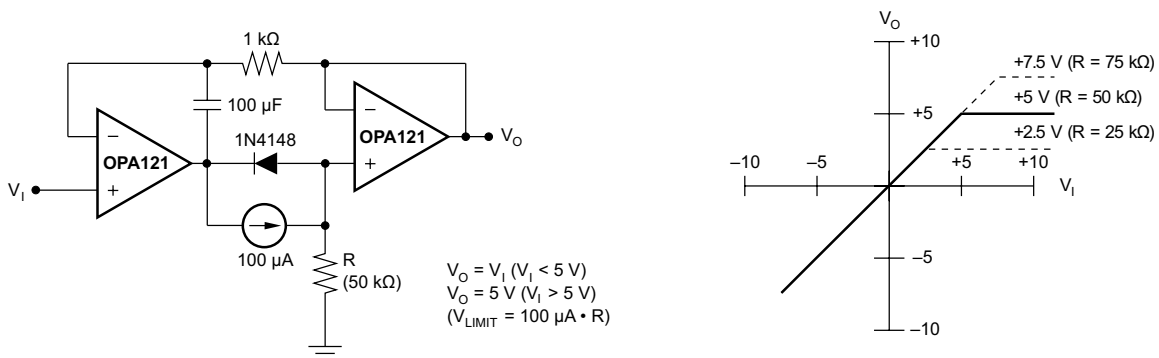 1 kΩ
100 µF
−
OPA121
+
V_I
1N4148
−
OPA121
+
V_O
100 µA
R
(50 kΩ)
V_O = V_I (V_I < 5 V)
V_O = 5 V (V_I > 5 V)
(V_LIMIT = 100 µA • R)
V_O
+10
+7.5 V (R = 75 kΩ)
+5 V (R = 50 kΩ)
+5
+2.5 V (R = 25 kΩ)
−10
−5
+5
+10
V_I
−5
−10